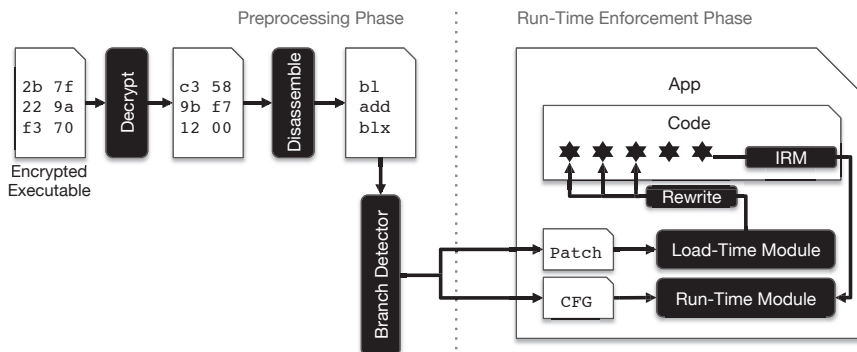 Preprocessing Phase
Run-Time Enforcement Phase
2b 7f
22 9a
f3 70
Encrypted
Executable
Decrypt
c3 58
9b f7
12 00
Disassemble
bl
add
blx
Branch Detector
App
Code
IRM
Rewrite
Patch
Load-Time Module
CFG
Run-Time Module